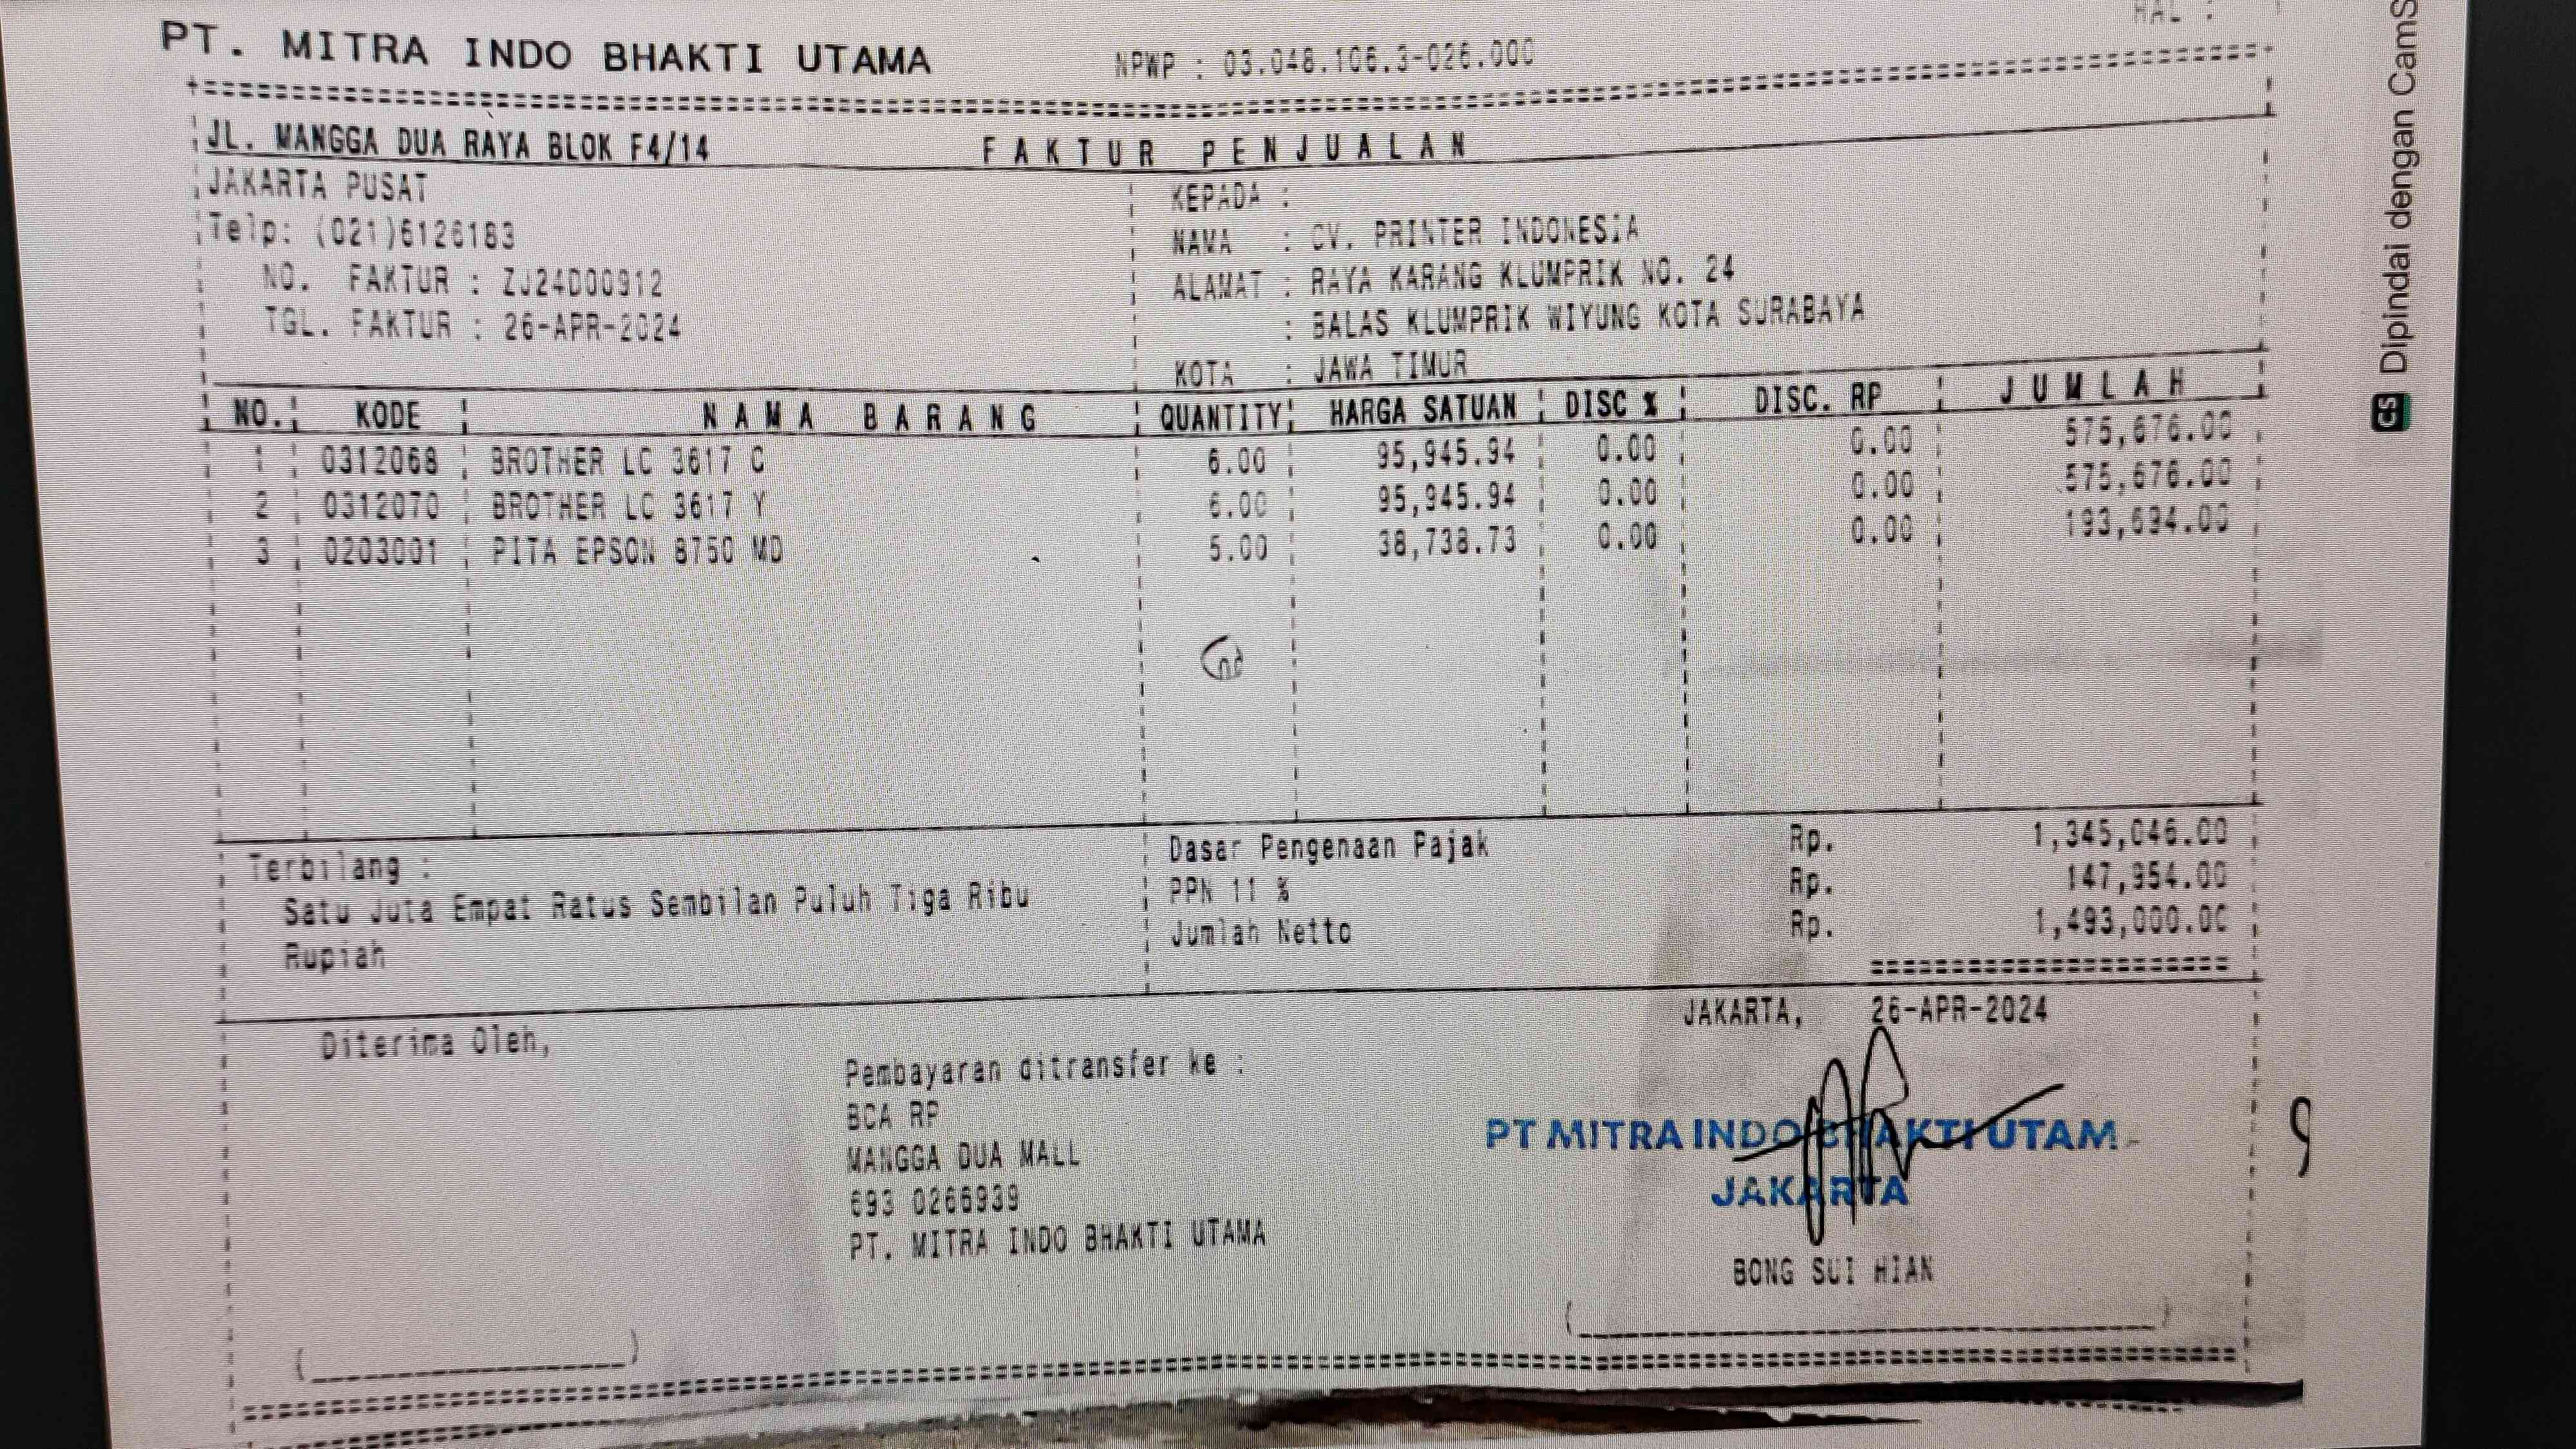 HAL :
PT. MITRA INDO BHAKTI UTAMA NPWP : 03.048.106.3-026.000
JL. MANGGA DUA RAYA BLOK F4/14 FAKTUR PENJUALAN
JAKARTA PUSAT
Telp: (021)6126183
NO. FAKTUR : ZJ24D00912
TGL. FAKTUR : 26-APR-2024
KEPADA :
NAMA : CV. PRINTER INDONESIA
ALAMAT : RAYA KARANG KLUMPRIK NO. 24
: BALAS KLUMPRIK WIYUNG KOTA SURABAYA
KOTA : JAWA TIMUR
NO. KODE NAMA BARANG QUANTITY HARGA SATUAN DISC % DISC. RP JUMLAH
1 0312068 BROTHER LC 3617 C 6.00 95,945.94 0.00 0.00 575,676.00
2 0312070 BROTHER LC 3617 Y 6.00 95,945.94 0.00 0.00 575,676.00
3 0203001 PITA EPSON 8750 MD 5.00 38,738.73 0.00 0.00 193,694.00
Terbilang :
Satu Juta Empat Ratus Sembilan Puluh Tiga Ribu
Rupiah
Dasar Pengenaan Pajak Rp. 1,345,046.00
PPN 11 % Rp. 147,954.00
Jumlah Netto Rp. 1,493,000.00
Diterima Oleh,
Pembayaran ditransfer ke :
BCA RP
MANGGA DUA MALL
693 0266939
PT. MITRA INDO BHAKTI UTAMA
JAKARTA, 26-APR-2024
PT MITRA INDO BHAKTI UTAM
JAKARTA
BONG SUI HIAN
CS Dipindai dengan CamS